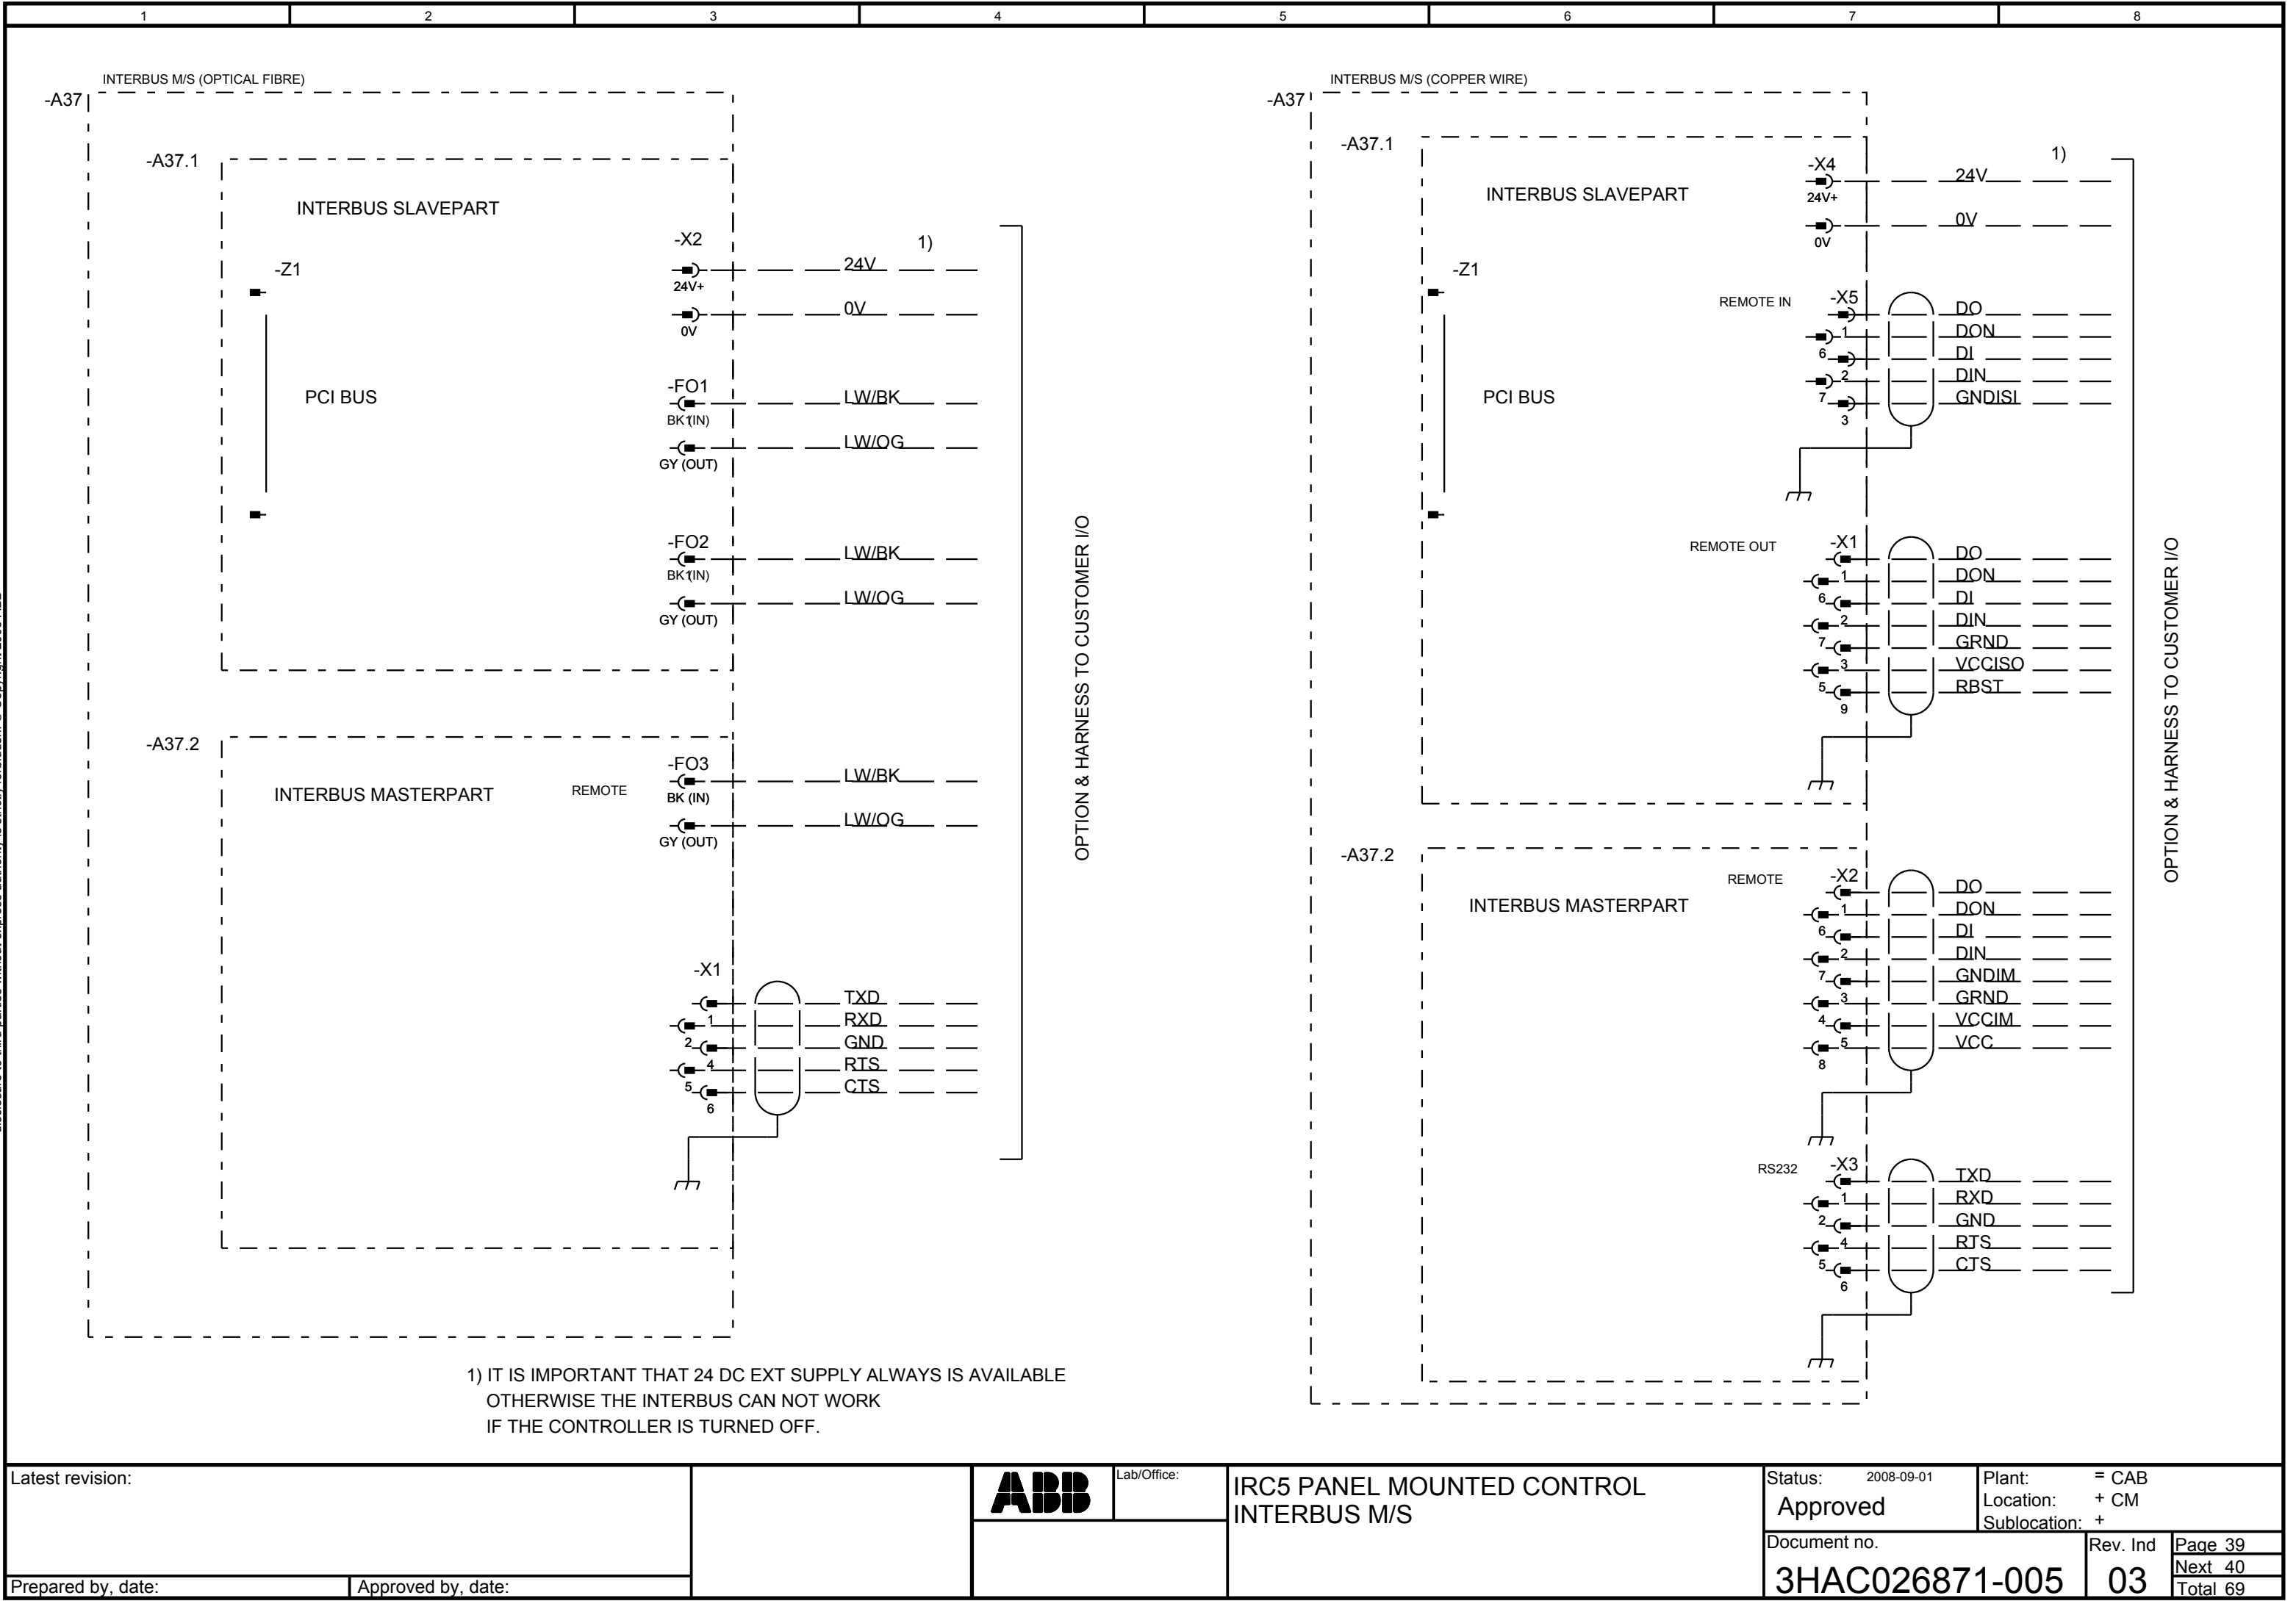 1 2 3 4 5 6 7 8
INTERBUS M/S (OPTICAL FIBRE)
-A37
-A37.1
INTERBUS SLAVEPART
-Z1
PCI BUS
-X2
24V+
24V
1)
0V
0V
-FO1
BK1(IN)
LW/BK
GY (OUT)
LW/OG
-FO2
BK1(IN)
LW/BK
GY (OUT)
LW/OG
-A37.2
INTERBUS MASTERPART
REMOTE
-FO3
BK (IN)
LW/BK
GY (OUT)
LW/OG
-X1
1 TXD
2 RXD
4 GND
5 RTS
6 CTS
OPTION & HARNESS TO CUSTOMER I/O
INTERBUS M/S (COPPER WIRE)
-A37
-A37.1
INTERBUS SLAVEPART
-Z1
PCI BUS
-X4
24V+
24V
1)
0V
0V
REMOTE IN
-X5
1 DO
6 DON
2 DI
7 DIN
3 GNDISI
REMOTE OUT
-X1
1 DO
6 DON
2 DI
7 DIN
3 GRND
5 VCCISO
9 RBST
-A37.2
INTERBUS MASTERPART
REMOTE
-X2
1 DO
6 DON
2 DI
7 DIN
3 GNDIM
4 GRND
5 VCCIM
8 VCC
RS232
-X3
1 TXD
2 RXD
4 GND
5 RTS
6 CTS
OPTION & HARNESS TO CUSTOMER I/O
1) IT IS IMPORTANT THAT 24 DC EXT SUPPLY ALWAYS IS AVAILABLE
OTHERWISE THE INTERBUS CAN NOT WORK
IF THE CONTROLLER IS TURNED OFF.
Latest revision:
Prepared by, date:
Approved by, date:
ABB
Lab/Office:
IRC5 PANEL MOUNTED CONTROL
INTERBUS M/S
Status: 2008-09-01
Approved
Plant: = CAB
Location: + CM
Sublocation: +
Document no.
3HAC026871-005
Rev. Ind
03
Page 39
Next 40
Total 69